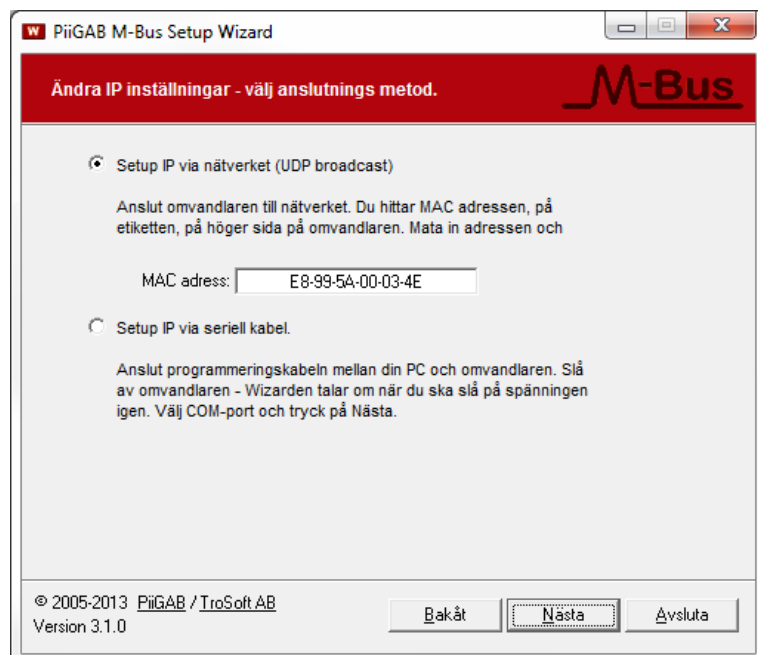 PiiGAB M-Bus Setup Wizard
Ändra IP inställningar - välj anslutnings metod.
M-Bus
Setup IP via nätverket (UDP broadcast)
Anslut omvandlaren till nätverket. Du hittar MAC adressen, på
etiketten, på höger sida på omvandlaren. Mata in adressen och
MAC adress: E8-99-5A-00-03-4E
Setup IP via seriell kabel.
Anslut programmeringskabeln mellan din PC och omvandlaren. Slå
av omvandlaren - Wizarden talar om när du ska slå på spänningen
igen. Välj COM-port och tryck på Nästa.
© 2005-2013 PiiGAB / TroSoft AB
Version 3.1.0
Bakåt Nästa Avsluta